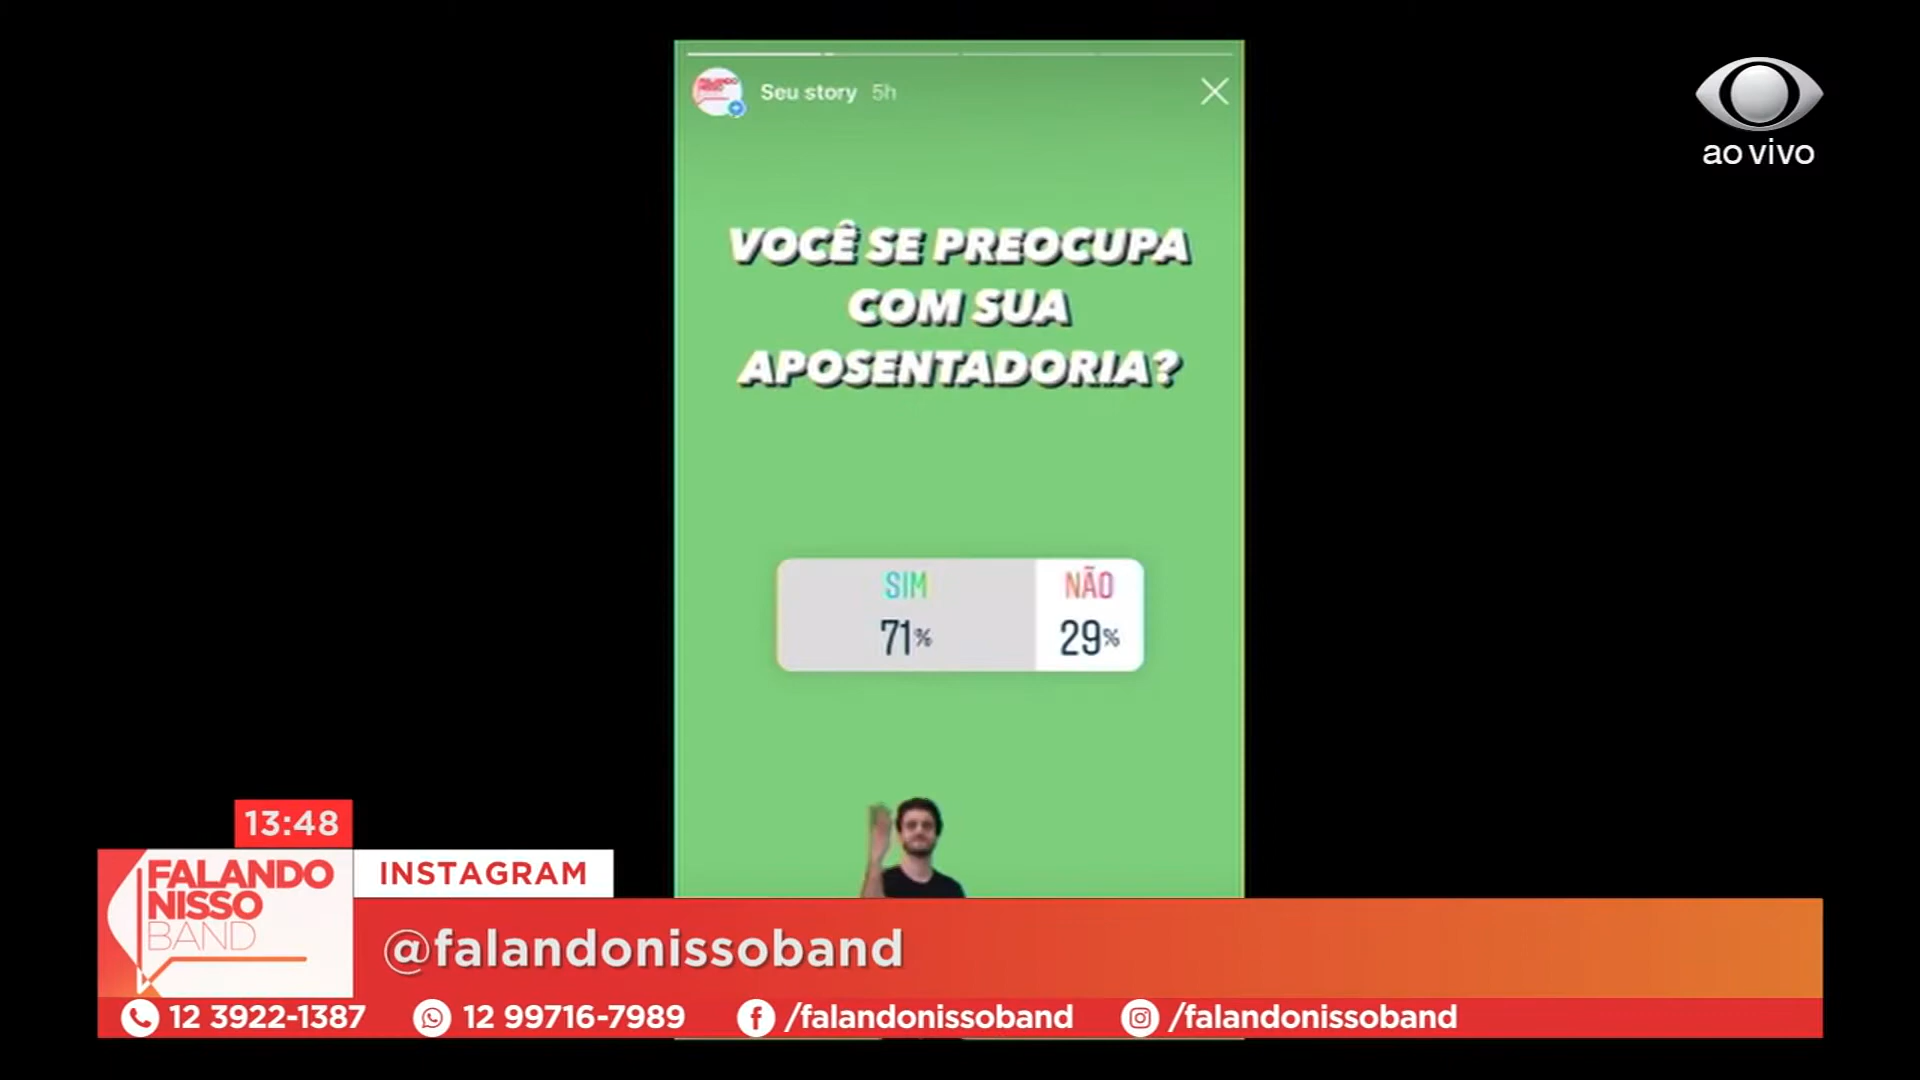 Seu story 5h
ao vivo
VOCÊ SE PREOCUPA
COM SUA
APOSENTADORIA?
SIM
71%
NÃO
29%
13:48
FALANDO
NISSO
BAND
INSTAGRAM
@falandonissoband
12 3922-1387
12 99716-7989
/falandonissoband
/falandonissoband